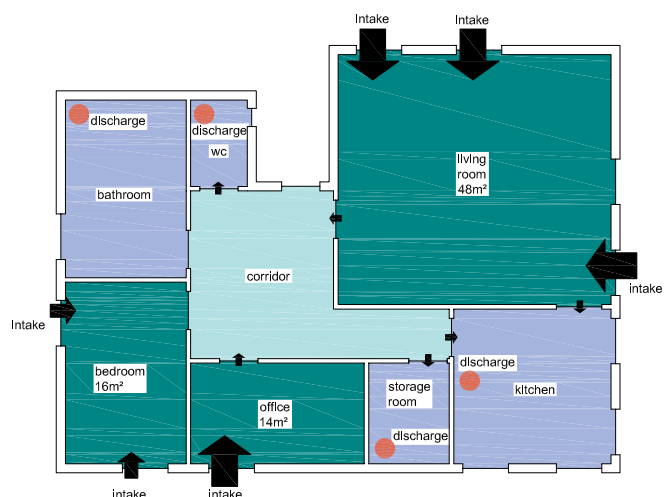 Intake
Intake
dIscharge
dIscharge
wc
bathroom
lIvIng
room
48m²
corridor
intake
Intake
bedroom
16m²
offIce
14m²
storage
room
dIscharge
dIscharge
kItchen
intake
intake